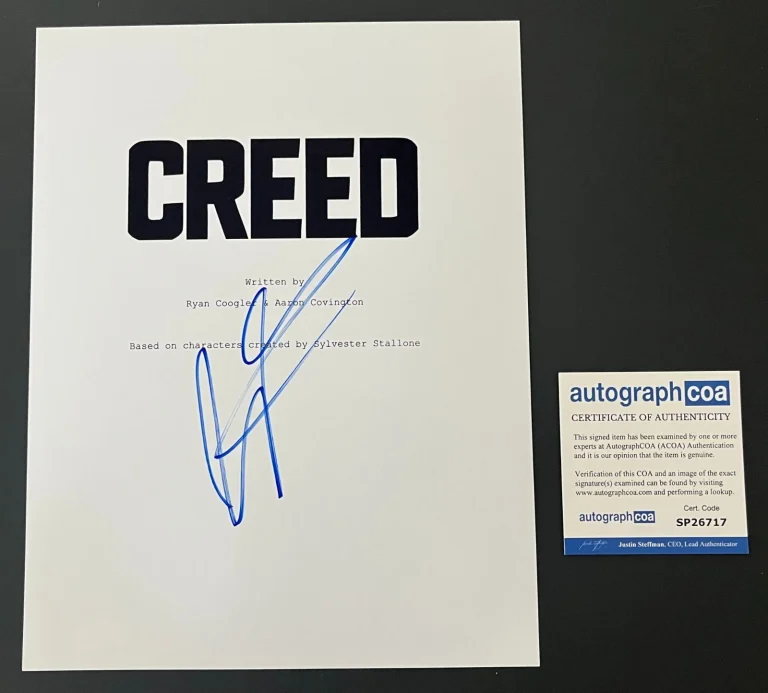 CREED
Written by
Ryan Coogler & Aaron Covington
Based on characters created by Sylvester Stallone
autographcoa
CERTIFICATE OF AUTHENTICITY
This signed item has been examined by one or more
experts at AutographCOA (ACOA) Authentication
and it is our opinion that the item is genuine.
Verification of this COA and an image of the exact
signature(s) examined can be found by visiting
www.autographcoa.com and performing a lookup.
autographcoa
Cert. Code
SP26717
Justin Steffman, CEO, Lead Authenticator